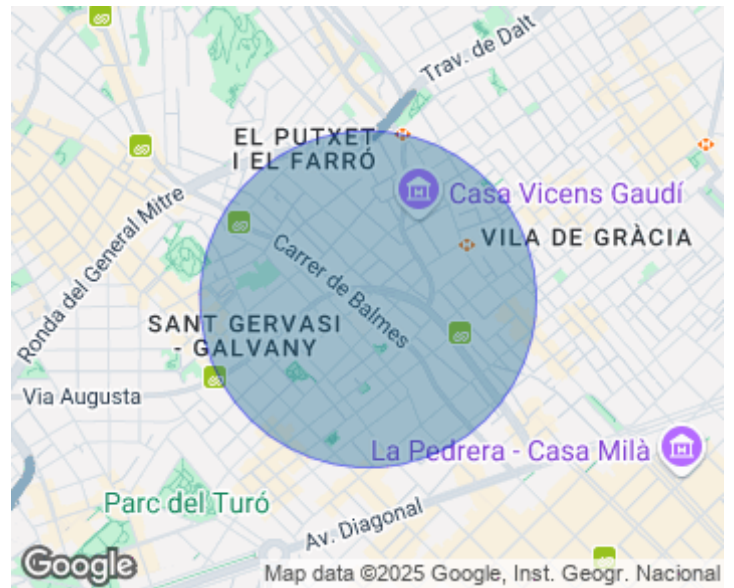 Trav. de Dalt
EL PUTXET
I EL FARRÓ
Casa Vicens Gaudí
Ronda del General Mitre
VILA DE GRÀCIA
Carrer de Balmes
SANT GERVASI
- GALVANY
Via Augusta
La Pedrera - Casa Milà
Parc del Turó
Av. Diagonal
Google
Map data ©2025 Google, Inst. Geogr. Nacional